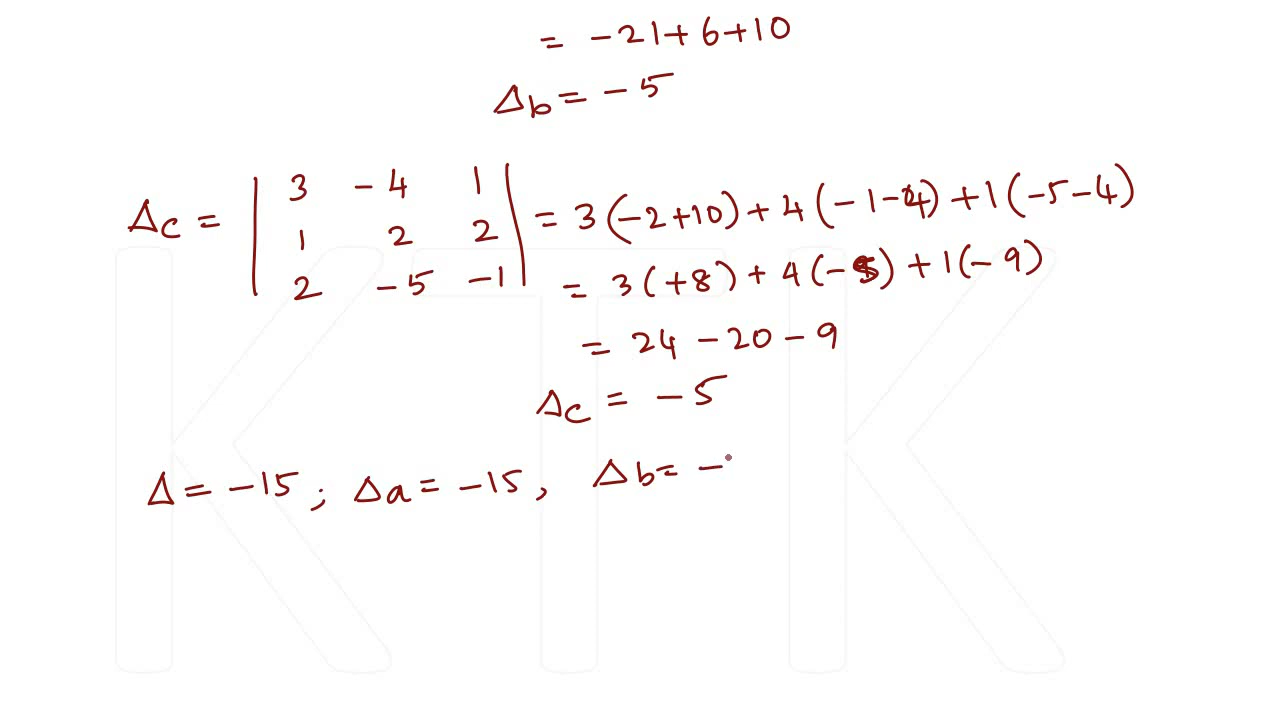 = -21+6+10
Δb = -5
Δc = | 3 -4 1 | = 3(-2+10)+4(-1-4)+1(-5-4)
| 1 2 2 |
| 2 -5 -1 | = 3(+8)+4(-5)+1(-9)
= 24 -20 -9
Δc = -5
Δ = -15 ; Δa = -15, Δb = -
KTK